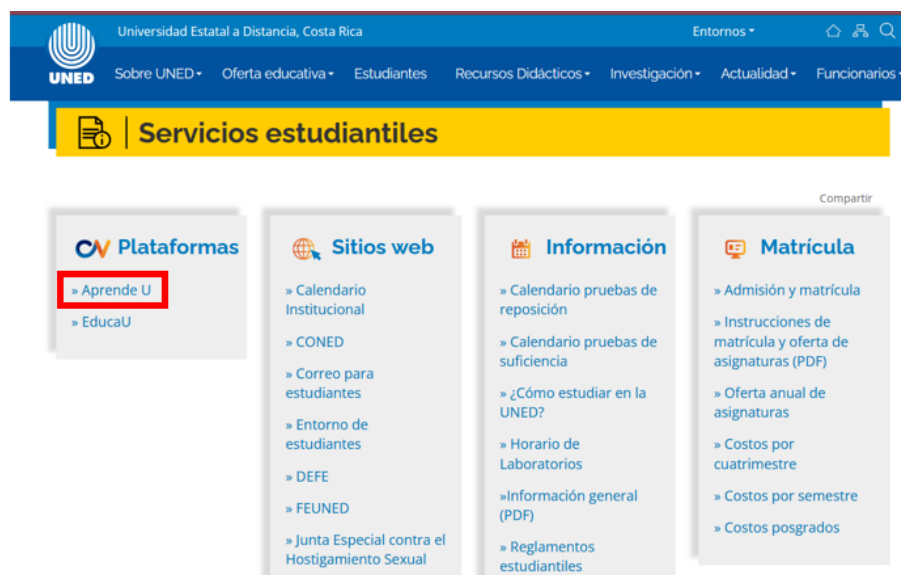 Universidad Estatal a Distancia, Costa Rica
Entornos
UNED
Sobre UNED
Oferta educativa
Estudiantes
Recursos Didácticos
Investigación
Actualidad
Funcionarios
Servicios estudiantiles
Compartir
Plataformas
» Aprende U
» EducaU
Sitios web
» Calendario
Institucional
» CONED
» Correo para
estudiantes
» Entorno de
estudiantes
» DEFE
» FEUNED
» Junta Especial contra el
Hostigamiento Sexual
Información
» Calendario pruebas de
reposición
» Calendario pruebas de
suficiencia
» ¿Cómo estudiar en la
UNED?
» Horario de
Laboratorios
»Información general
(PDF)
» Reglamentos
estudiantiles
Matrícula
» Admisión y matrícula
» Instrucciones de
matrícula y oferta de
asignaturas (PDF)
» Oferta anual de
asignaturas
» Costos por
cuatrimestre
» Costos por semestre
» Costos posgrados